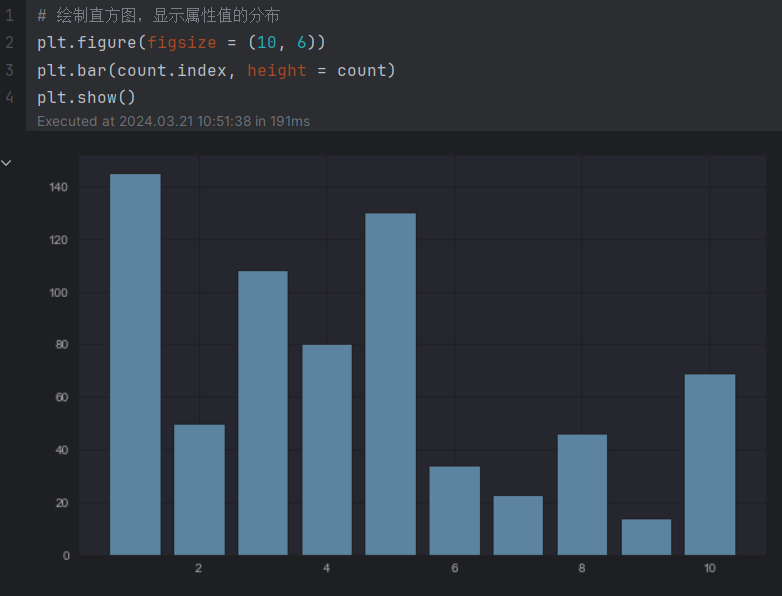 1 # 绘制直方图，显示属性值的分布
2 plt.figure(figsize = (10, 6))
3 plt.bar(count.index, height = count)
4 plt.show()
Executed at 2024.03.21 10:51:38 in 191ms
140
120
100
80
60
40
20
0
2 4 6 8 10